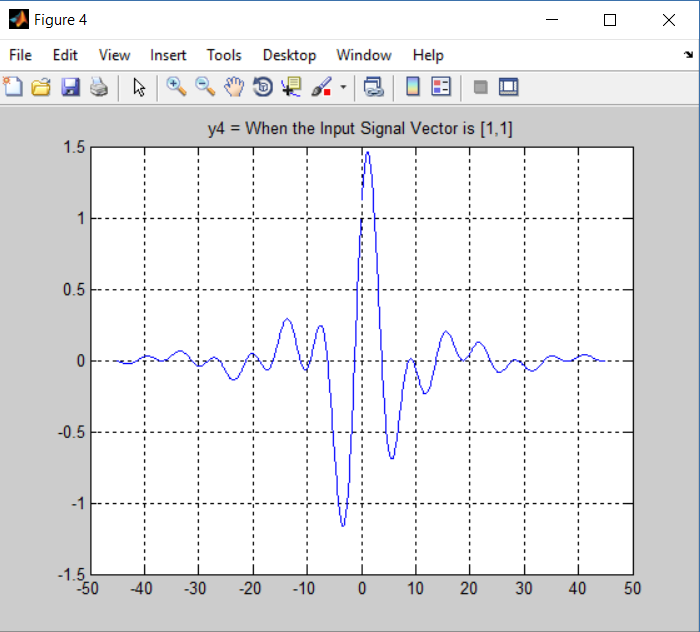 Figure 4
File Edit View Insert Tools Desktop Window Help
y4 = When the Input Signal Vector is [1,1]
1.5
1
0.5
0
-0.5
-1
-1.5
-50 -40 -30 -20 -10 0 10 20 30 40 50